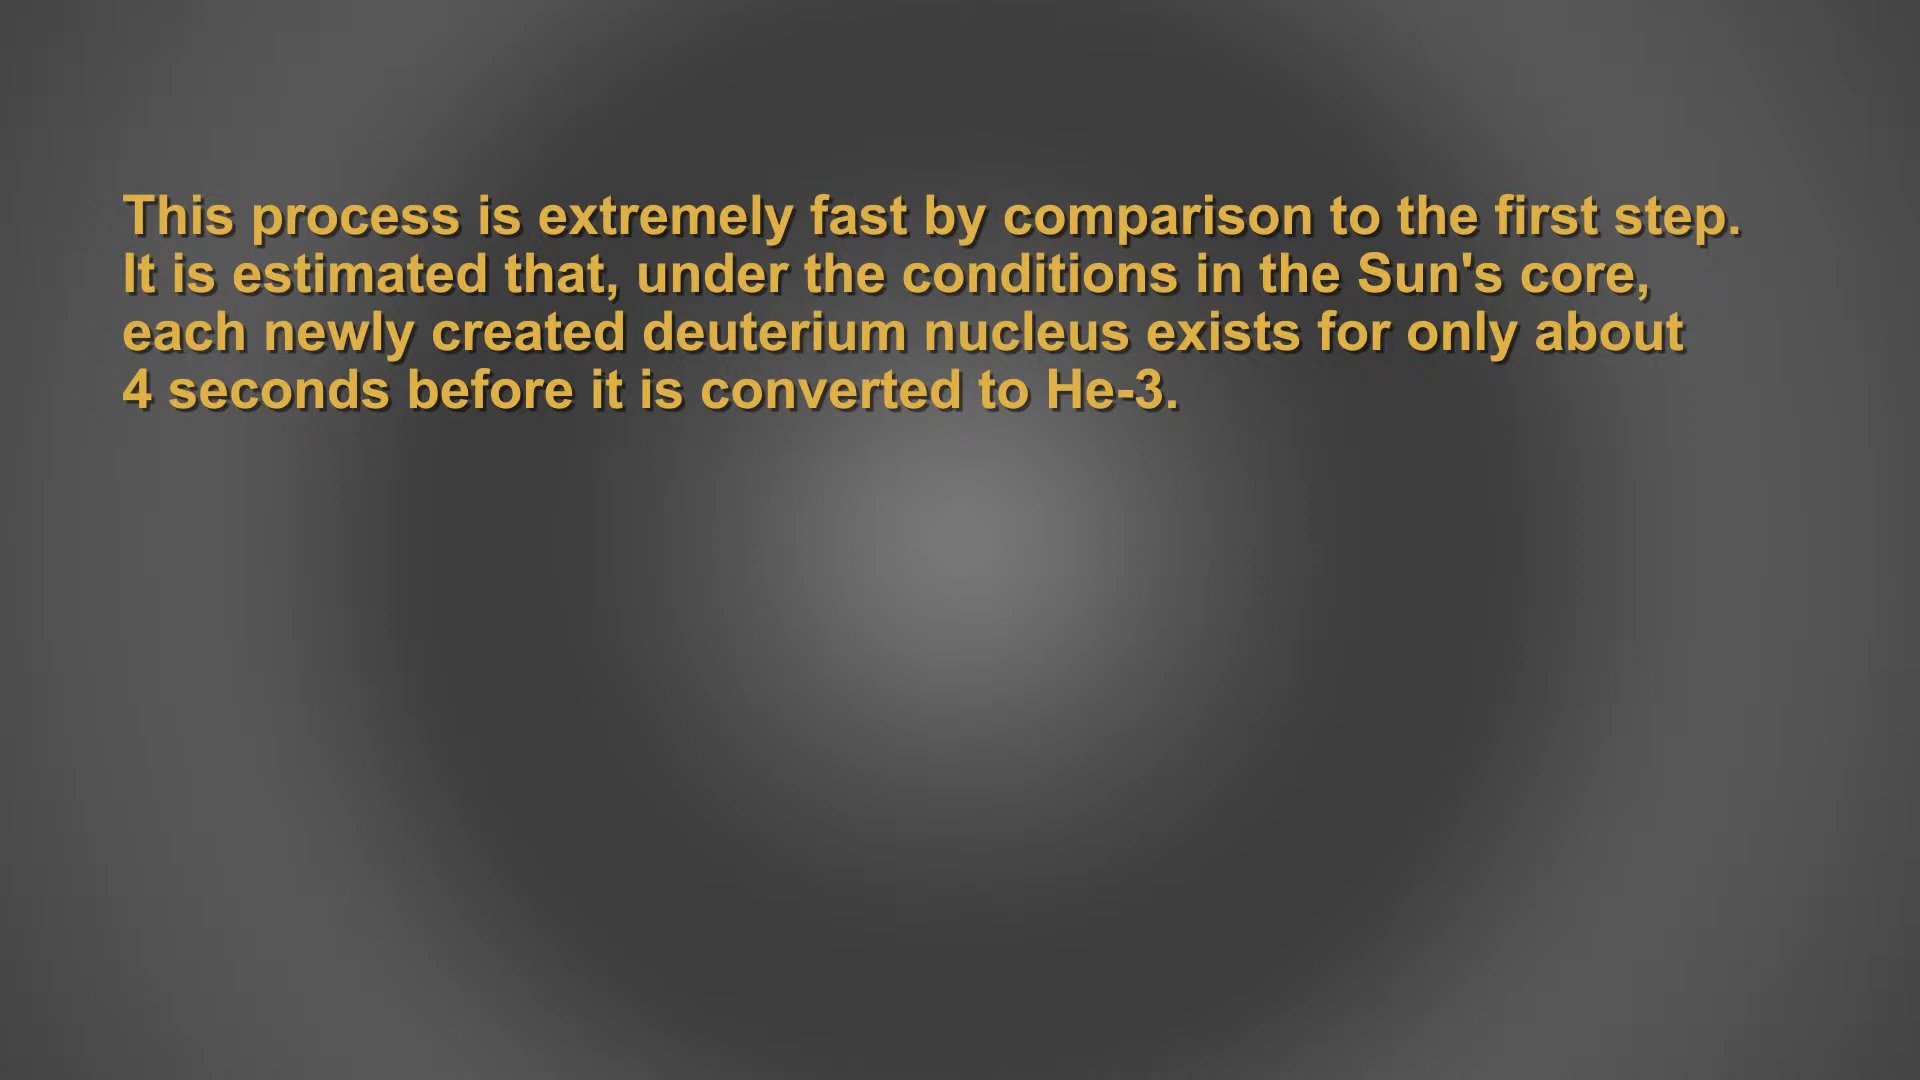 This process is extremely fast by comparison to the first step.
It is estimated that, under the conditions in the Sun's core,
each newly created deuterium nucleus exists for only about
4 seconds before it is converted to He-3.